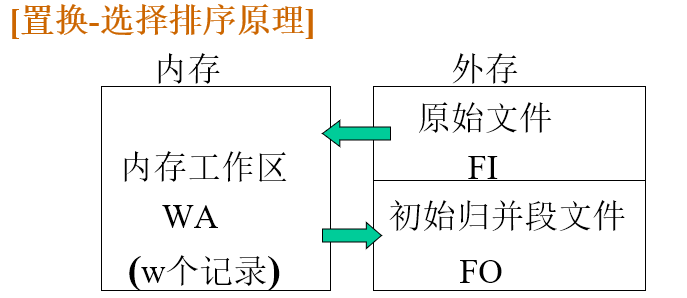 [置换-选择排序原理]
内存
外存
原始文件
FI
内存工作区
WA
(w个记录)
初始归并段文件
FO